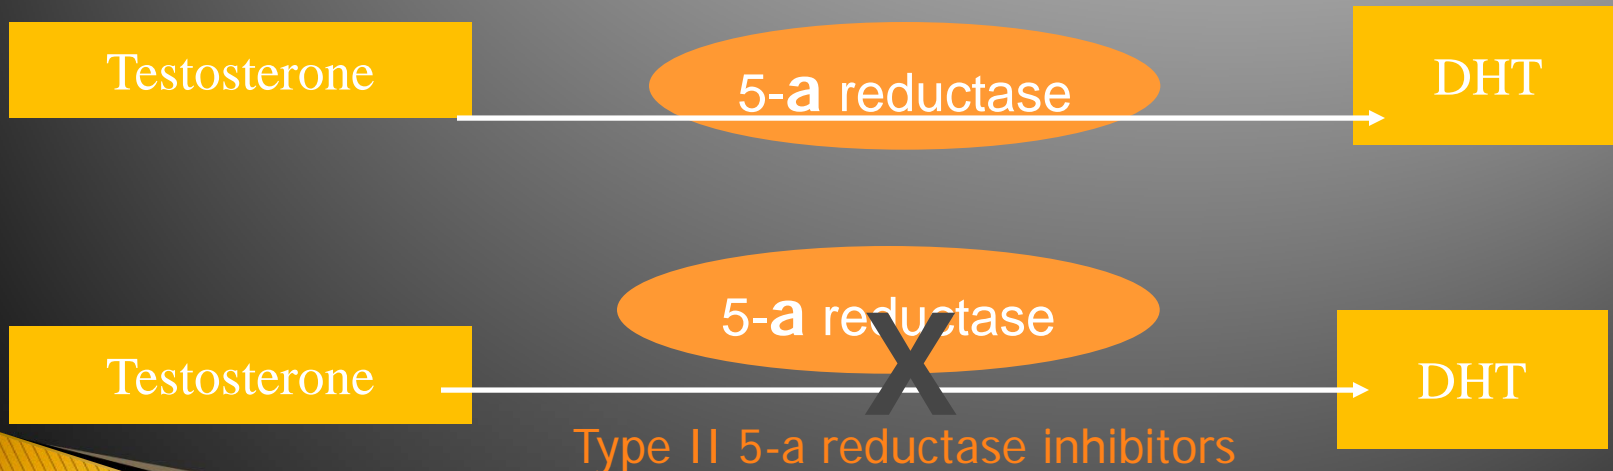 Testosterone
5-a reductase
DHT
5-a reductase
Testosterone
X
DHT
Type II 5-a reductase inhibitors